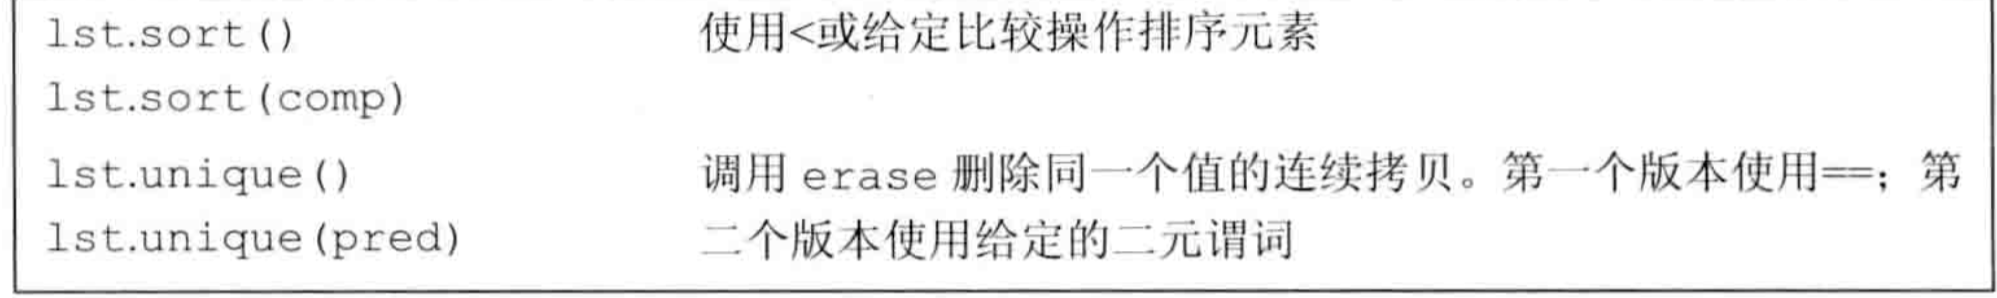 lst.sort() 使用<或给定比较操作排序元素
lst.sort(comp)
lst.unique() 调用 erase 删除同一个值的连续拷贝。第一个版本使用==；第
lst.unique(pred) 二个版本使用给定的二元谓词